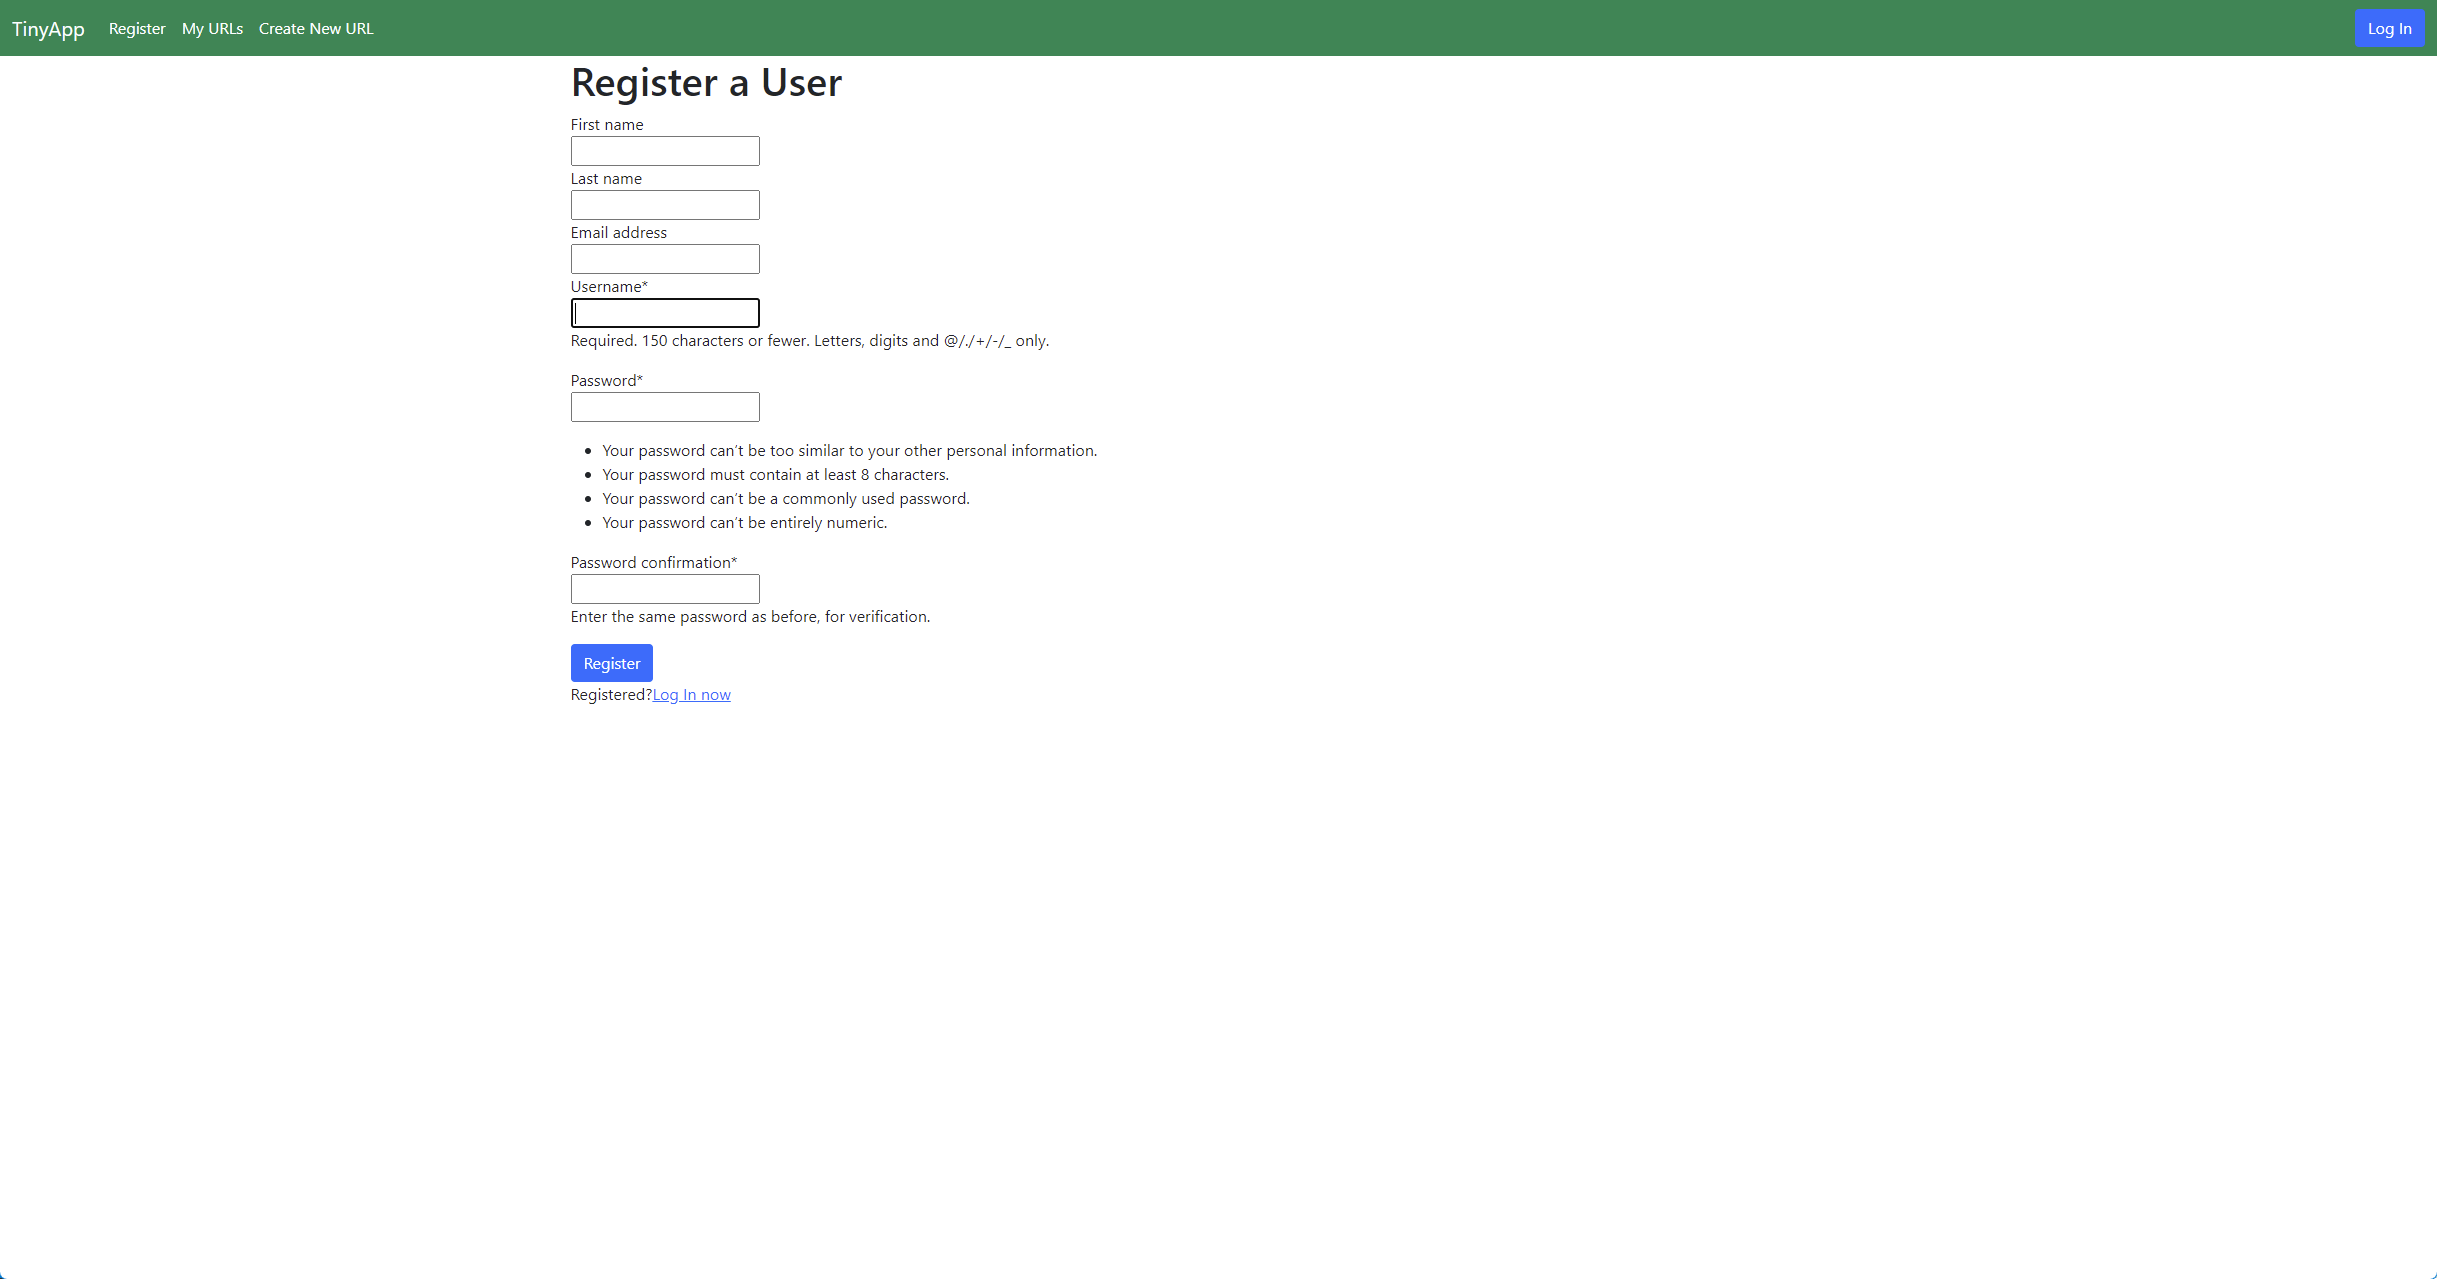 TinyApp Register My URLs Create New URL Log In
Register a User
First name
Last name
Email address
Username*
Required. 150 characters or fewer. Letters, digits and @/./+/-/_ only.
Password*
Your password can’t be too similar to your other personal information.
Your password must contain at least 8 characters.
Your password can’t be a commonly used password.
Your password can’t be entirely numeric.
Password confirmation*
Enter the same password as before, for verification.
Register
Registered?Log In now